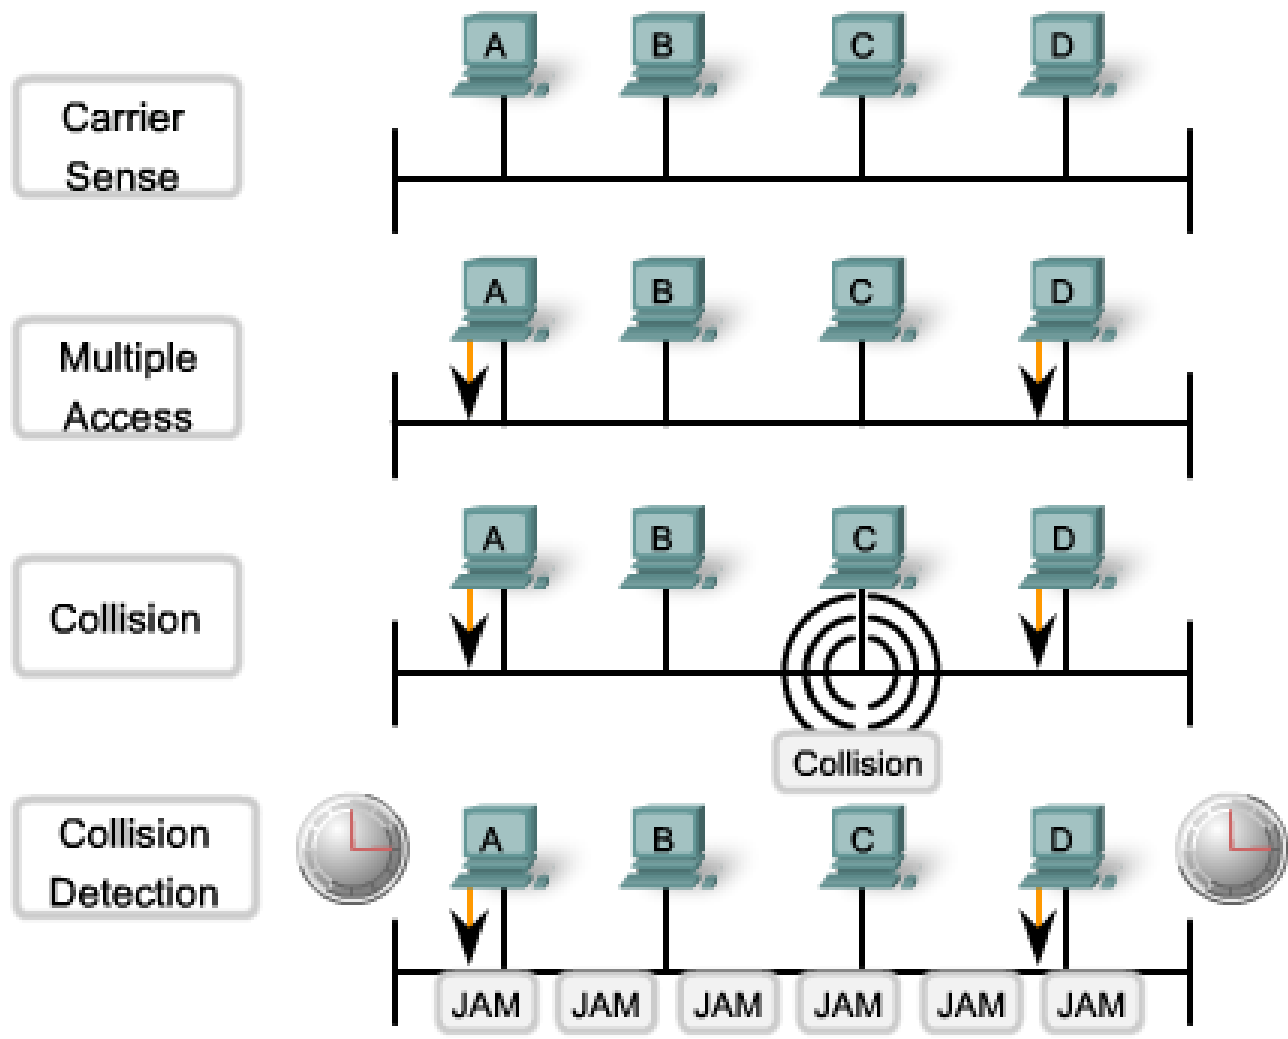 A B C D
Carrier
Sense
A B C D
Multiple
Access
A B C D
Collision
Collision
A B C D
Collision
Detection
JAM JAM JAM JAM JAM JAM